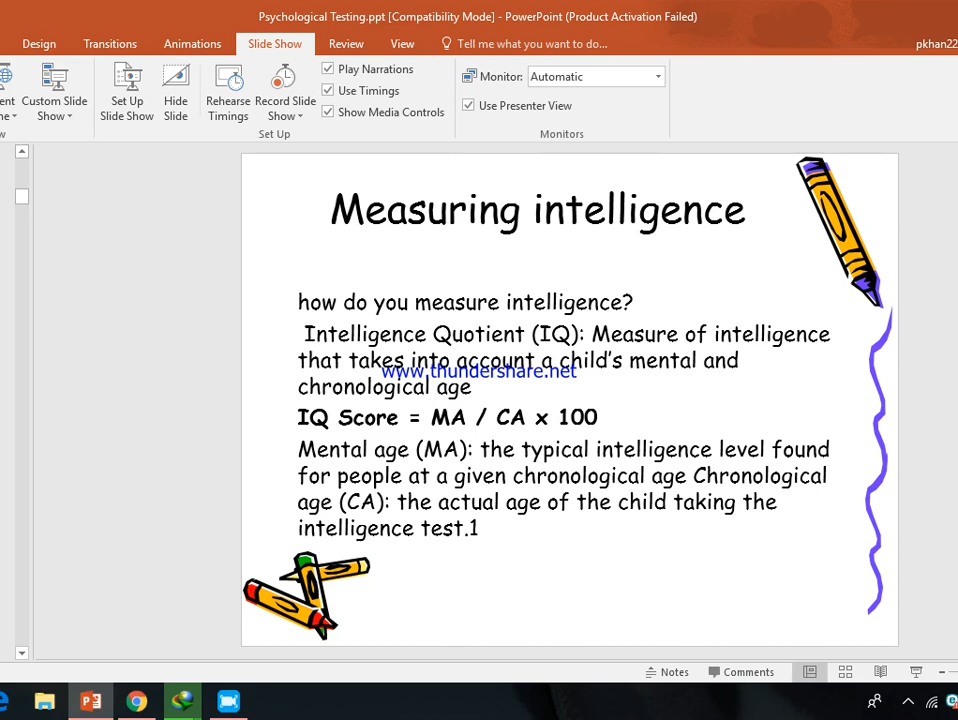 Psychological Testing.ppt [Compatibility Mode] - PowerPoint (Product Activation Failed)
Design Transitions Animations Slide Show Review View Tell me what you want to do... pkhan22
Custom Slide Show
Set Up Slide Show
Hide Slide
Rehearse Timings
Record Slide Show
Play Narrations
Use Timings
Show Media Controls
Set Up
Monitor: Automatic
Use Presenter View
Monitors
Measuring intelligence
how do you measure intelligence?
Intelligence Quotient (IQ): Measure of intelligence
that takes into account a child's mental and
www.thundershare.net
chronological age
IQ Score = MA / CA x 100
Mental age (MA): the typical intelligence level found
for people at a given chronological age Chronological
age (CA): the actual age of the child taking the
intelligence test.1
Notes Comments